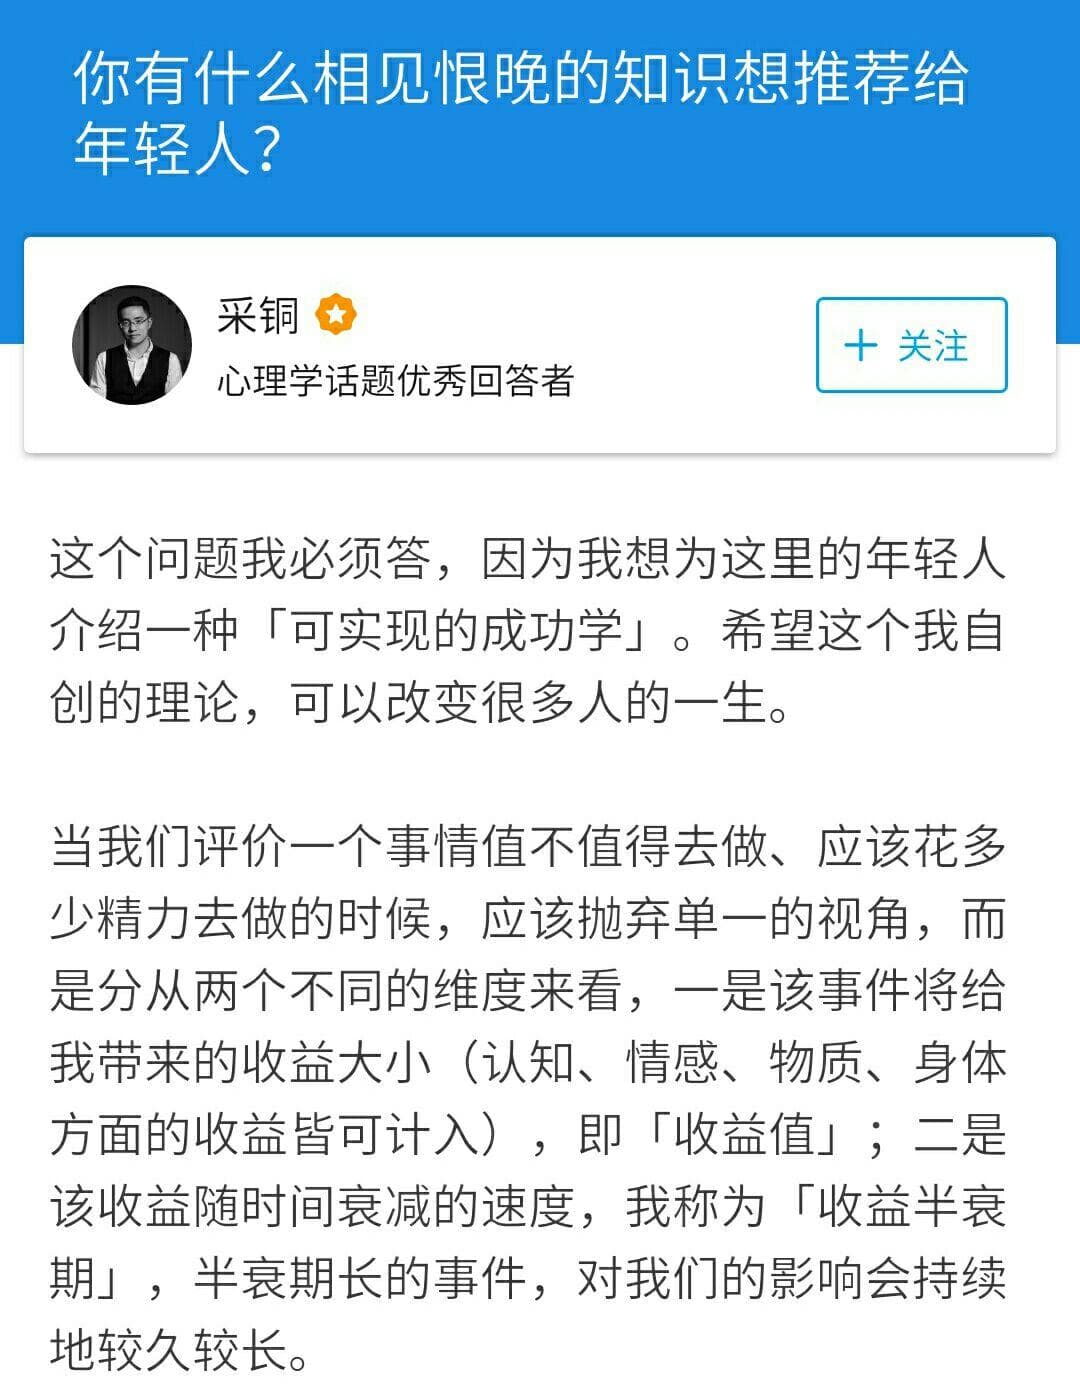 你有什么相见恨晚的知识想推荐给
年轻人？
采铜
心理学话题优秀回答者
＋ 关注
这个问题我必须答，因为我想为这里的年轻人
介绍一种「可实现的成功学」。希望这个我自
创的理论，可以改变很多人的一生。
当我们评价一个事情值不值得去做、应该花多
少精力去做的时候，应该抛弃单一的视角，而
是分从两个不同的维度来看，一是该事件将给
我带来的收益大小（认知、情感、物质、身体
方面的收益皆可计入），即「收益值」；二是
该收益随时间衰减的速度，我称为「收益半衰
期」，半衰期长的事件，对我们的影响会持续
地较久较长。